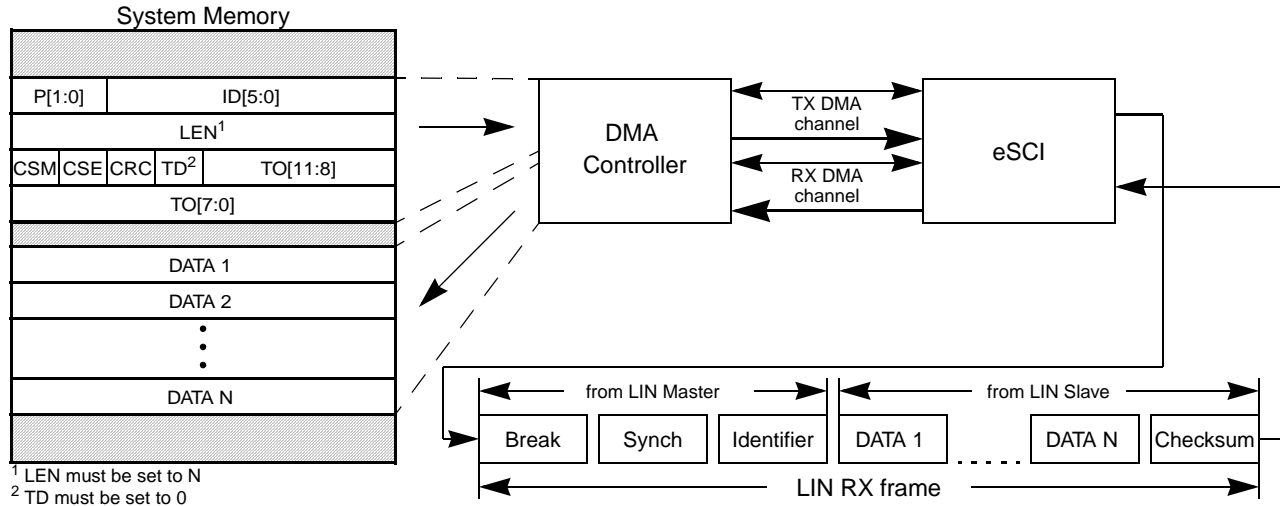 System Memory
P[1:0] ID[5:0]
LEN1
CSM CSE CRC TD2 TO[11:8]
TO[7:0]
DATA 1
DATA 2
DATA N
1 LEN must be set to N
2 TD must be set to 0
DMA
Controller
TX DMA
channel
RX DMA
channel
eSCI
from LIN Master
from LIN Slave
Break Synch Identifier DATA 1 DATA N Checksum
LIN RX frame